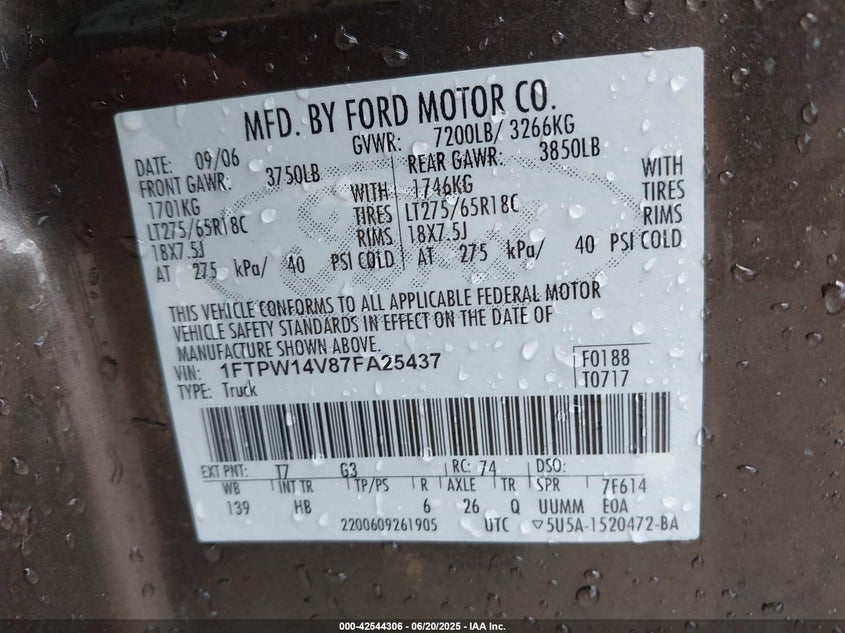 MFD. BY FORD MOTOR CO.
DATE: 09/06 GVWR: 7200LB/ 3266KG
FRONT GAWR: 3750LB REAR GAWR: 3850LB
1701KG WITH 1746KG WITH
LT275/65R18C TIRES LT275/65R18C TIRES
18X7.5J RIMS 18X7.5J RIMS
AT 275 kPa/ 40 PSI COLD AT 275 kPa/ 40 PSI COLD
THIS VEHICLE CONFORMS TO ALL APPLICABLE FEDERAL MOTOR
VEHICLE SAFETY STANDARDS IN EFFECT ON THE DATE OF
MANUFACTURE SHOWN ABOVE.
VIN: 1FTPW14V87FA25437 F0188
TYPE: Truck T0717
EXT PNT: T7 G3 RC: 74 DSO:
WB INT TR TP/PS R AXLE TR SPR 7F614
139 HB 6 26 Q UUMM E0A
2200609261905 UTC ▽5U5A-1520472-BA
000-42544306 - 06/20/2025 - IAA Inc.